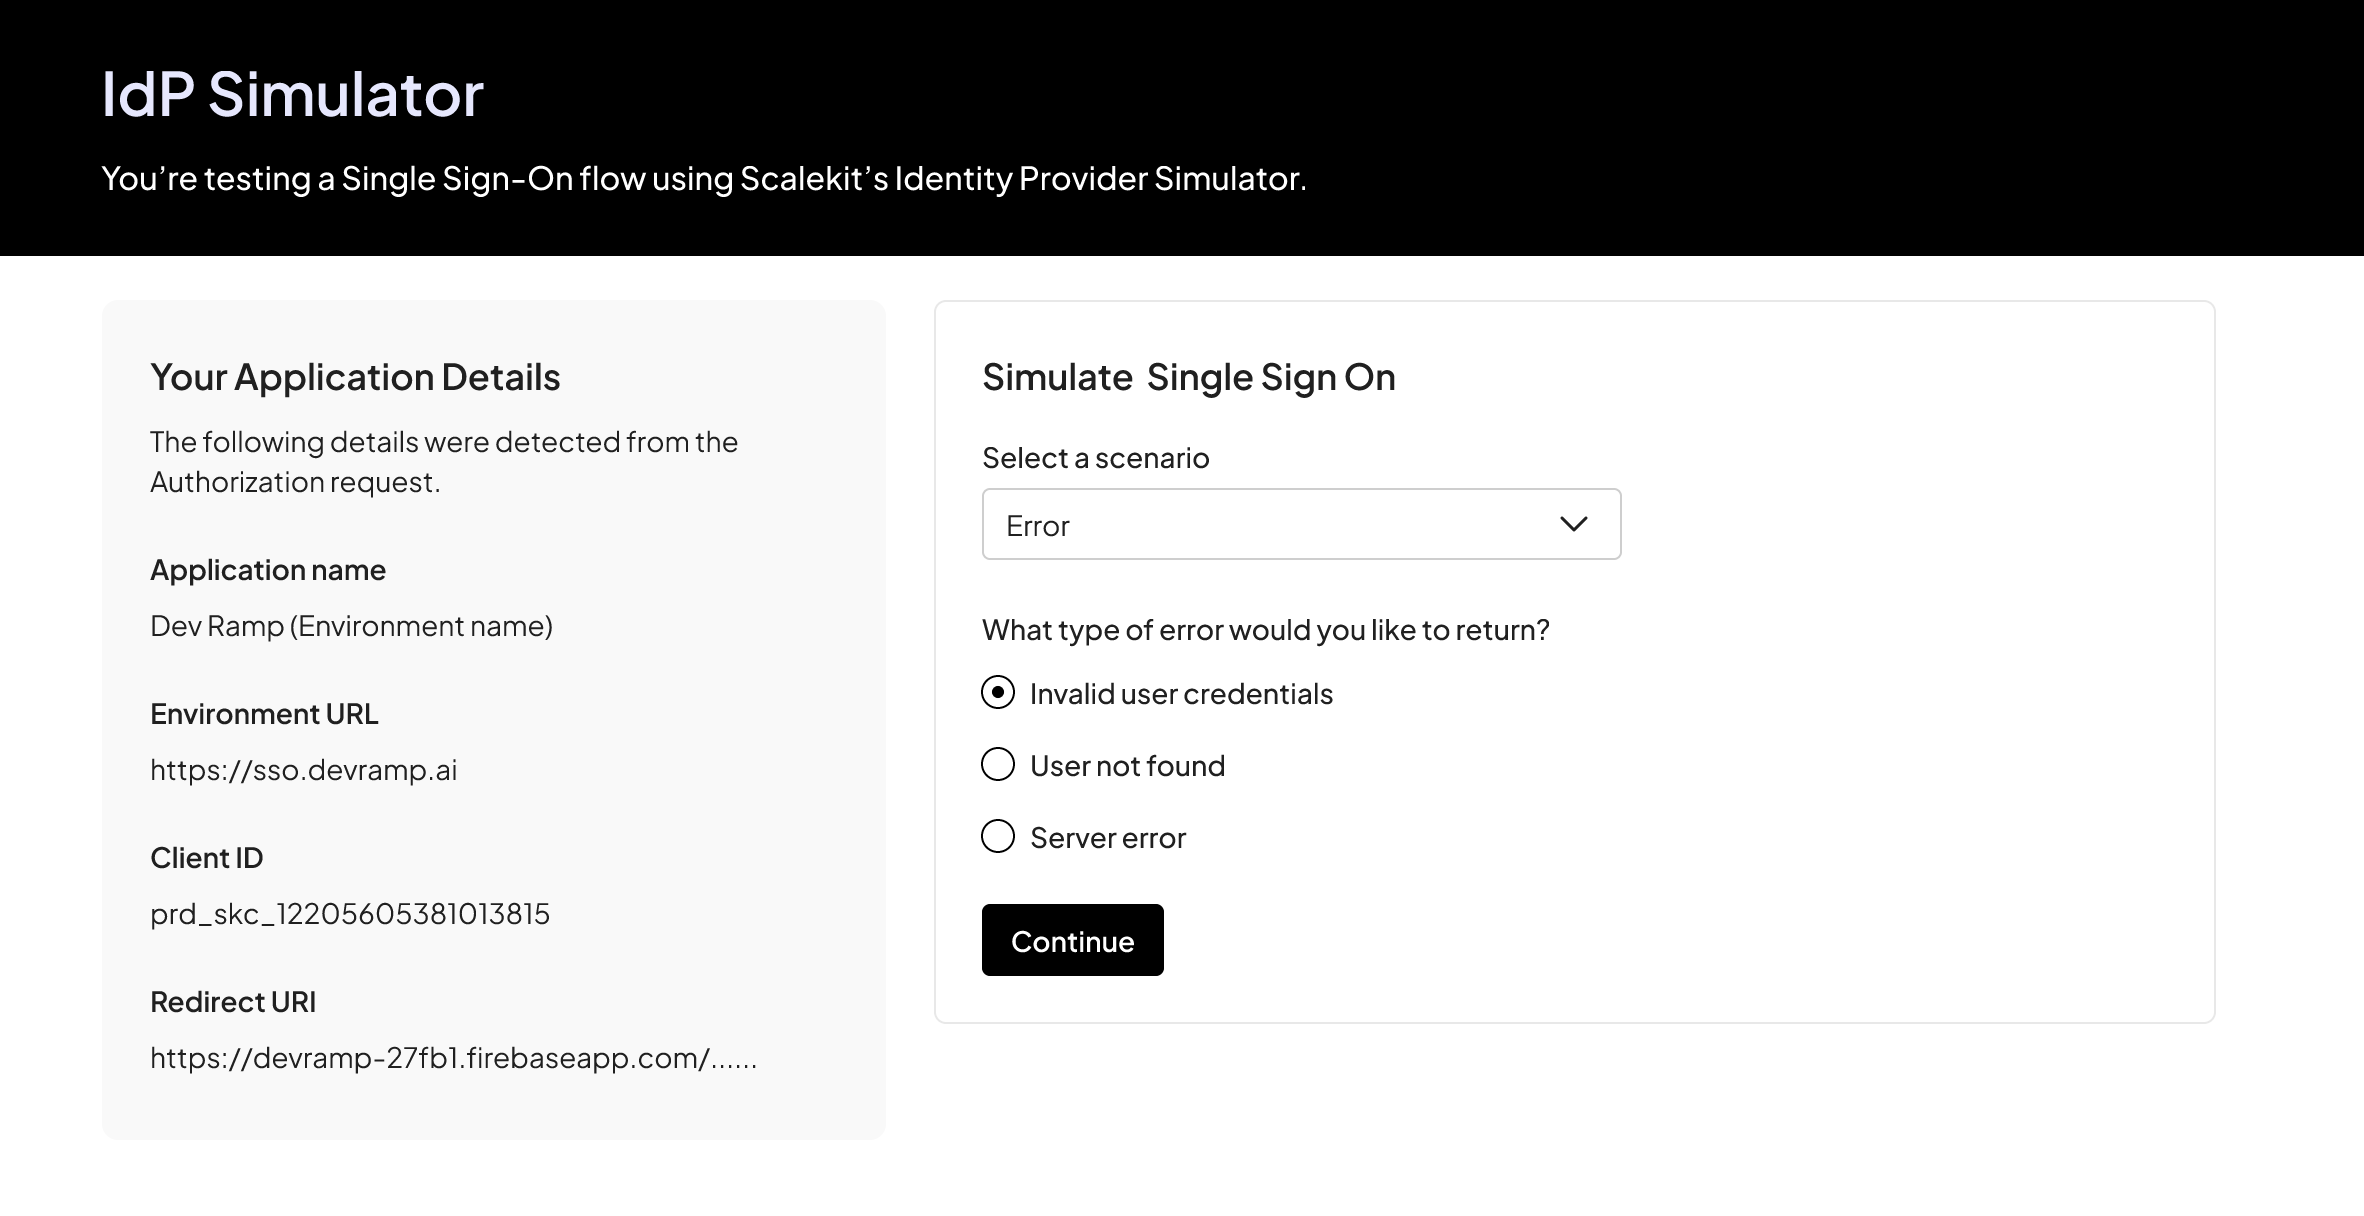 IdP Simulator
You’re testing a Single Sign-On flow using Scalekit’s Identity Provider Simulator.
Your Application Details
The following details were detected from the
Authorization request.
Application name
Dev Ramp (Environment name)
Environment URL
https://sso.devramp.ai
Client ID
prd_skc_12205605381013815
Redirect URI
https://devramp-27fb1.firebaseapp.com/......
Simulate  Single Sign On
Select a scenario
Error
What type of error would you like to return?
Invalid user credentials
User not found
Server error
Continue